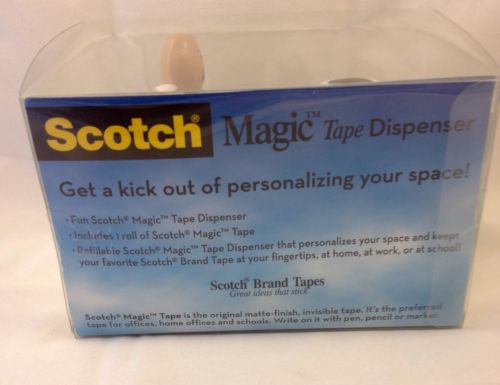 Scotch® Magic™ Tape Dispenser
Get a kick out of personalizing your space!
• Fun Scotch® Magic™ Tape Dispenser
• Includes 1 roll of Scotch® Magic™ Tape
• Refillable Scotch® Magic™ Tape Dispenser that personalizes your space and keeps
your favorite Scotch® Brand Tape at your fingertips, at home, at work, or at school!
Scotch® Brand Tapes
Great ideas that stick
Scotch® Magic™ Tape is the original matte-finish, invisible tape. It's the preferred
tape for offices, home offices and schools. Write on it with pen, pencil or marker.